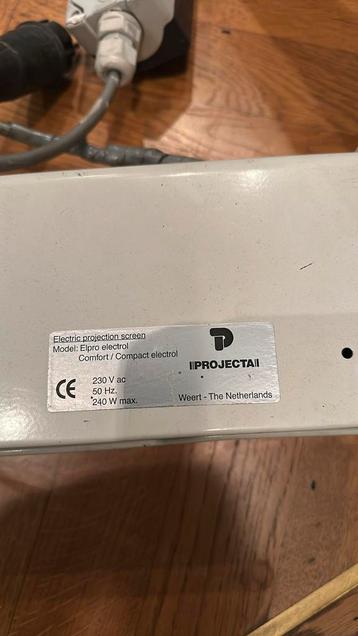 Electric projection screen
Model: Elpro electrol
Comfort / Compact electrol
PROJECTA
CE
230 V ac
50 Hz.
240 W max.
Weert - The Netherlands